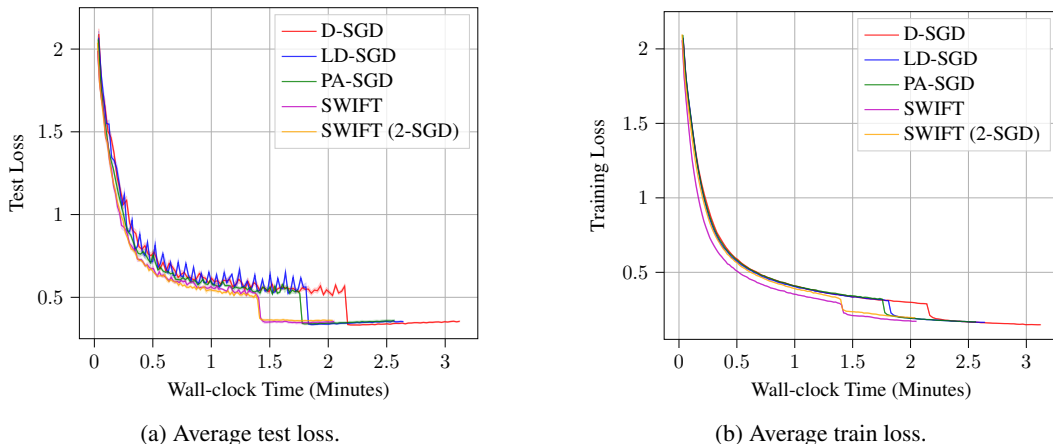 D-SGD
LD-SGD
PA-SGD
SWIFT
SWIFT (2-SGD)
2
1.5
1
0.5
Test Loss
0 0.5 1 1.5 2 2.5 3
Wall-clock Time (Minutes)
(a) Average test loss.
D-SGD
LD-SGD
PA-SGD
SWIFT
SWIFT (2-SGD)
2
1.5
1
0.5
Training Loss
0 0.5 1 1.5 2 2.5 3
Wall-clock Time (Minutes)
(b) Average train loss.